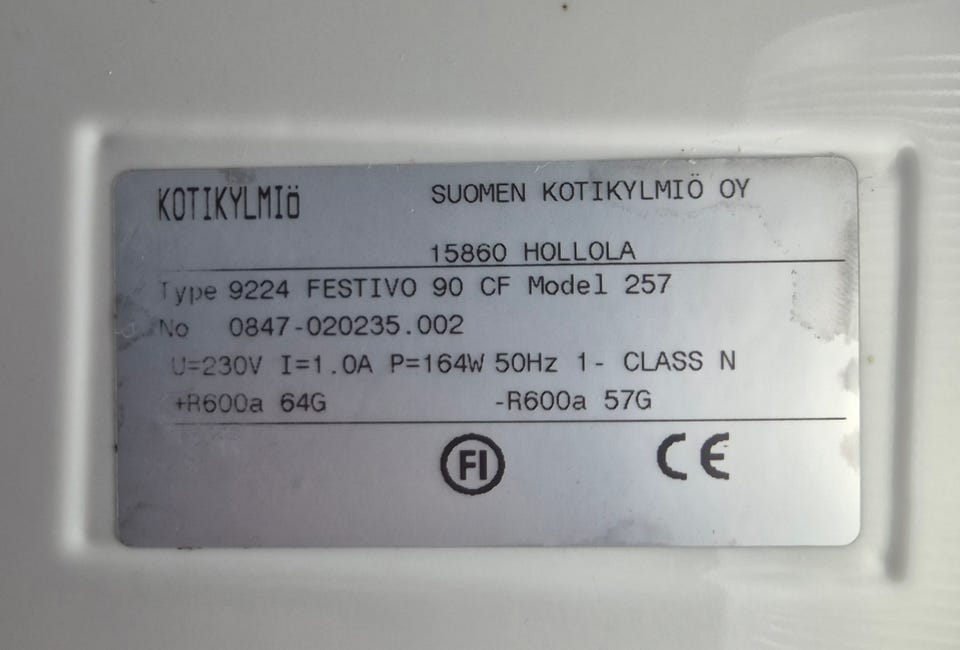 KOTIKYLMIÖ SUOMEN KOTIKYLMIÖ OY
15860 HOLLOLA
Type 9224 FESTIVO 90 CF Model 257
No 0847-020235.002
U=230V I=1.0A P=164W 50Hz 1- CLASS N
+R600a 64G -R600a 57G
FI CE